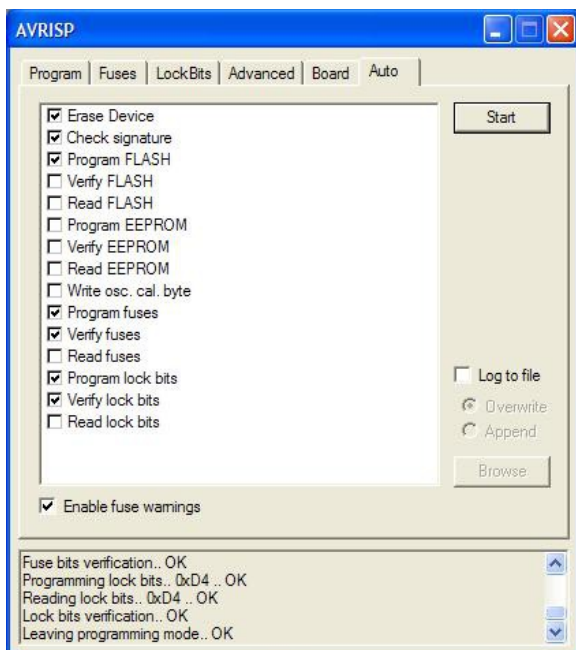 AVRISP
Program Fuses LockBits Advanced Board Auto
Erase Device
Check signature
Program FLASH
Verify FLASH
Read FLASH
Program EEPROM
Verify EEPROM
Read EEPROM
Write osc. cal. byte
Program fuses
Verify fuses
Read fuses
Program lock bits
Verify lock bits
Read lock bits
Start
Log to file
Overwrite
Append
Browse
Enable fuse warnings
Fuse bits verification.. OK
Programming lock bits.. 0xD4 .. OK
Reading lock bits.. 0xD4 .. OK
Lock bits verification.. OK
Leaving programming mode.. OK